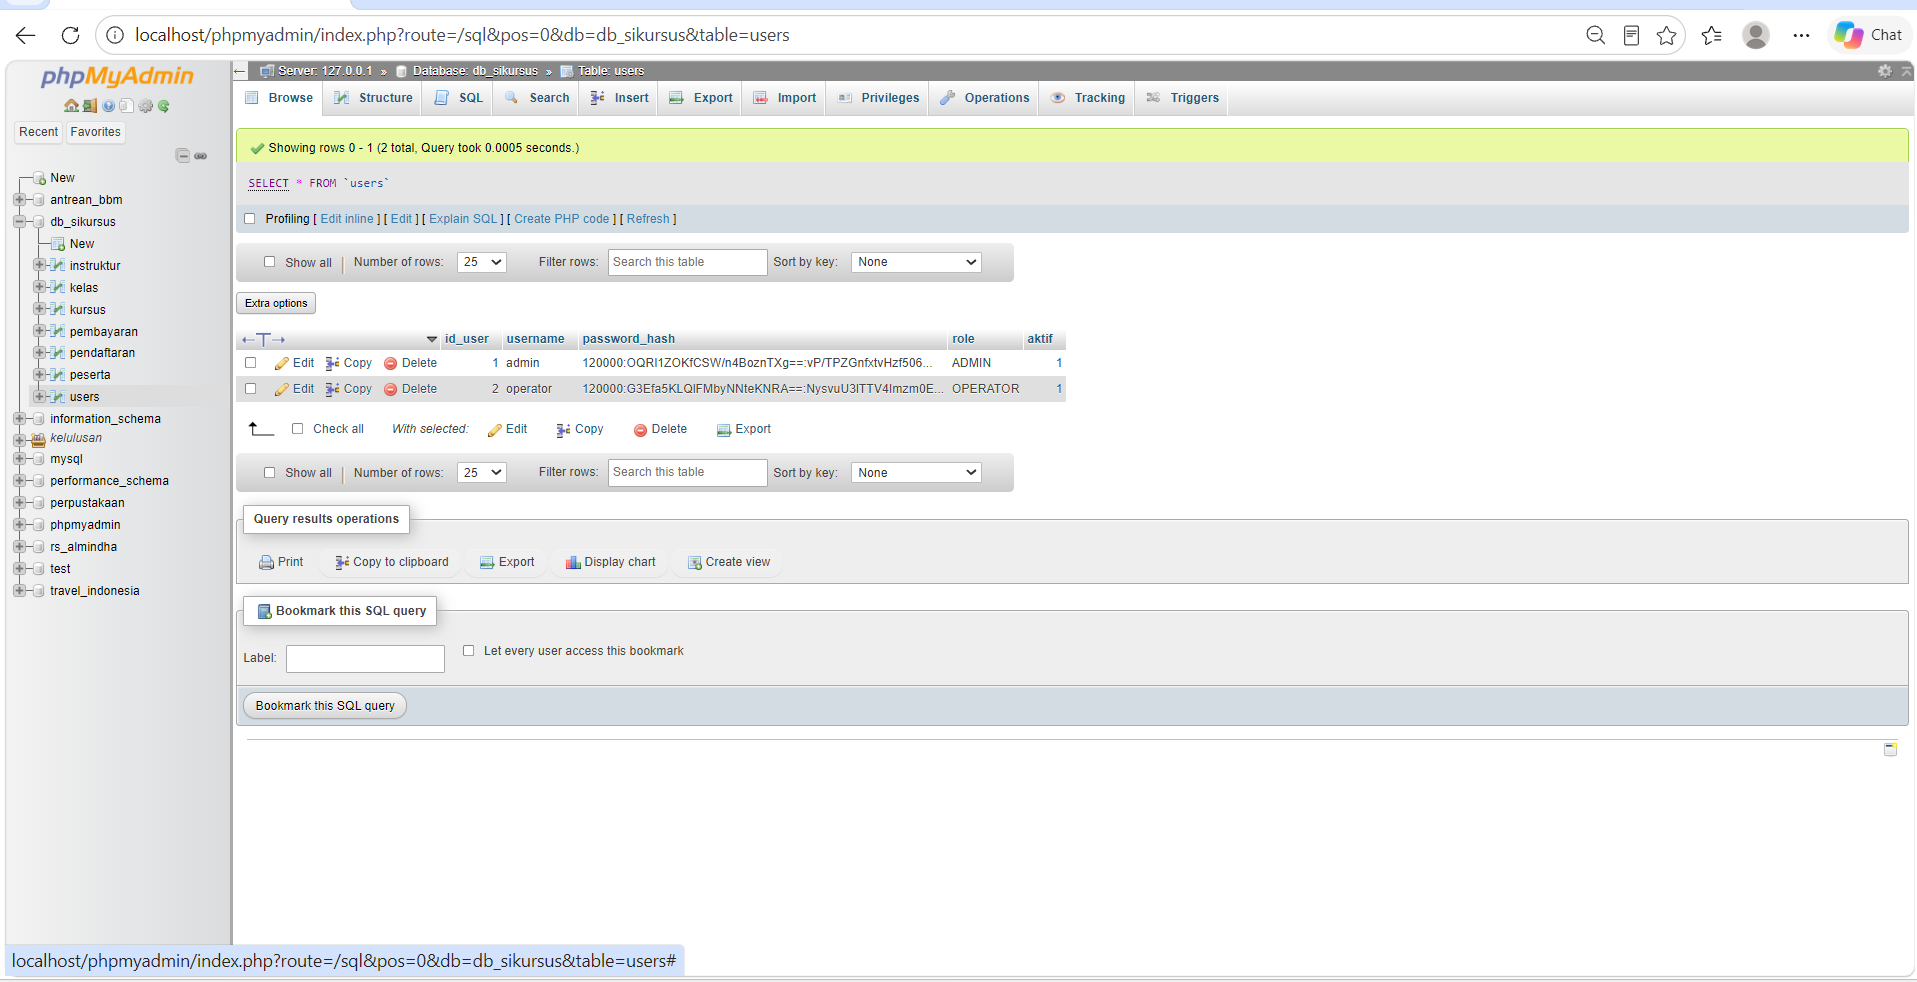 localhost/phpmyadmin/index.php?route=/sql&pos=0&db=db_sikursus&table=users
Chat
phpMyAdmin
Recent Favorites
New
antrean_bbm
db_sikursus
New
instruktur
kelas
kursus
pembayaran
pendaftaran
peserta
users
information_schema
kelulusan
mysql
performance_schema
perpustakaan
phpmyadmin
rs_almindha
test
travel_indonesia
Server: 127.0.0.1 » Database: db_sikursus » Table: users
Browse Structure SQL Search Insert Export Import Privileges Operations Tracking Triggers
Showing rows 0 - 1 (2 total, Query took 0.0005 seconds.)
SELECT * FROM `users`
Profiling [ Edit inline ] [ Edit ] [ Explain SQL ] [ Create PHP code ] [ Refresh ]
Show all Number of rows: 25 Filter rows: Search this table Sort by key: None
Extra options
id_user username password_hash role aktif
Edit Copy Delete 1 admin 120000:OQRI1ZOKfCSW/n4BoznTXg==:vP/TPZGnfxtvHzf506... ADMIN 1
Edit Copy Delete 2 operator 120000:G3Efa5KLQIFMbyNNteKNRA==:NysvuU3ITTV4Imzm0E... OPERATOR 1
Check all With selected: Edit Copy Delete Export
Show all Number of rows: 25 Filter rows: Search this table Sort by key: None
Query results operations
Print Copy to clipboard Export Display chart Create view
Bookmark this SQL query
Label: Let every user access this bookmark
Bookmark this SQL query
localhost/phpmyadmin/index.php?route=/sql&pos=0&db=db_sikursus&table=users#